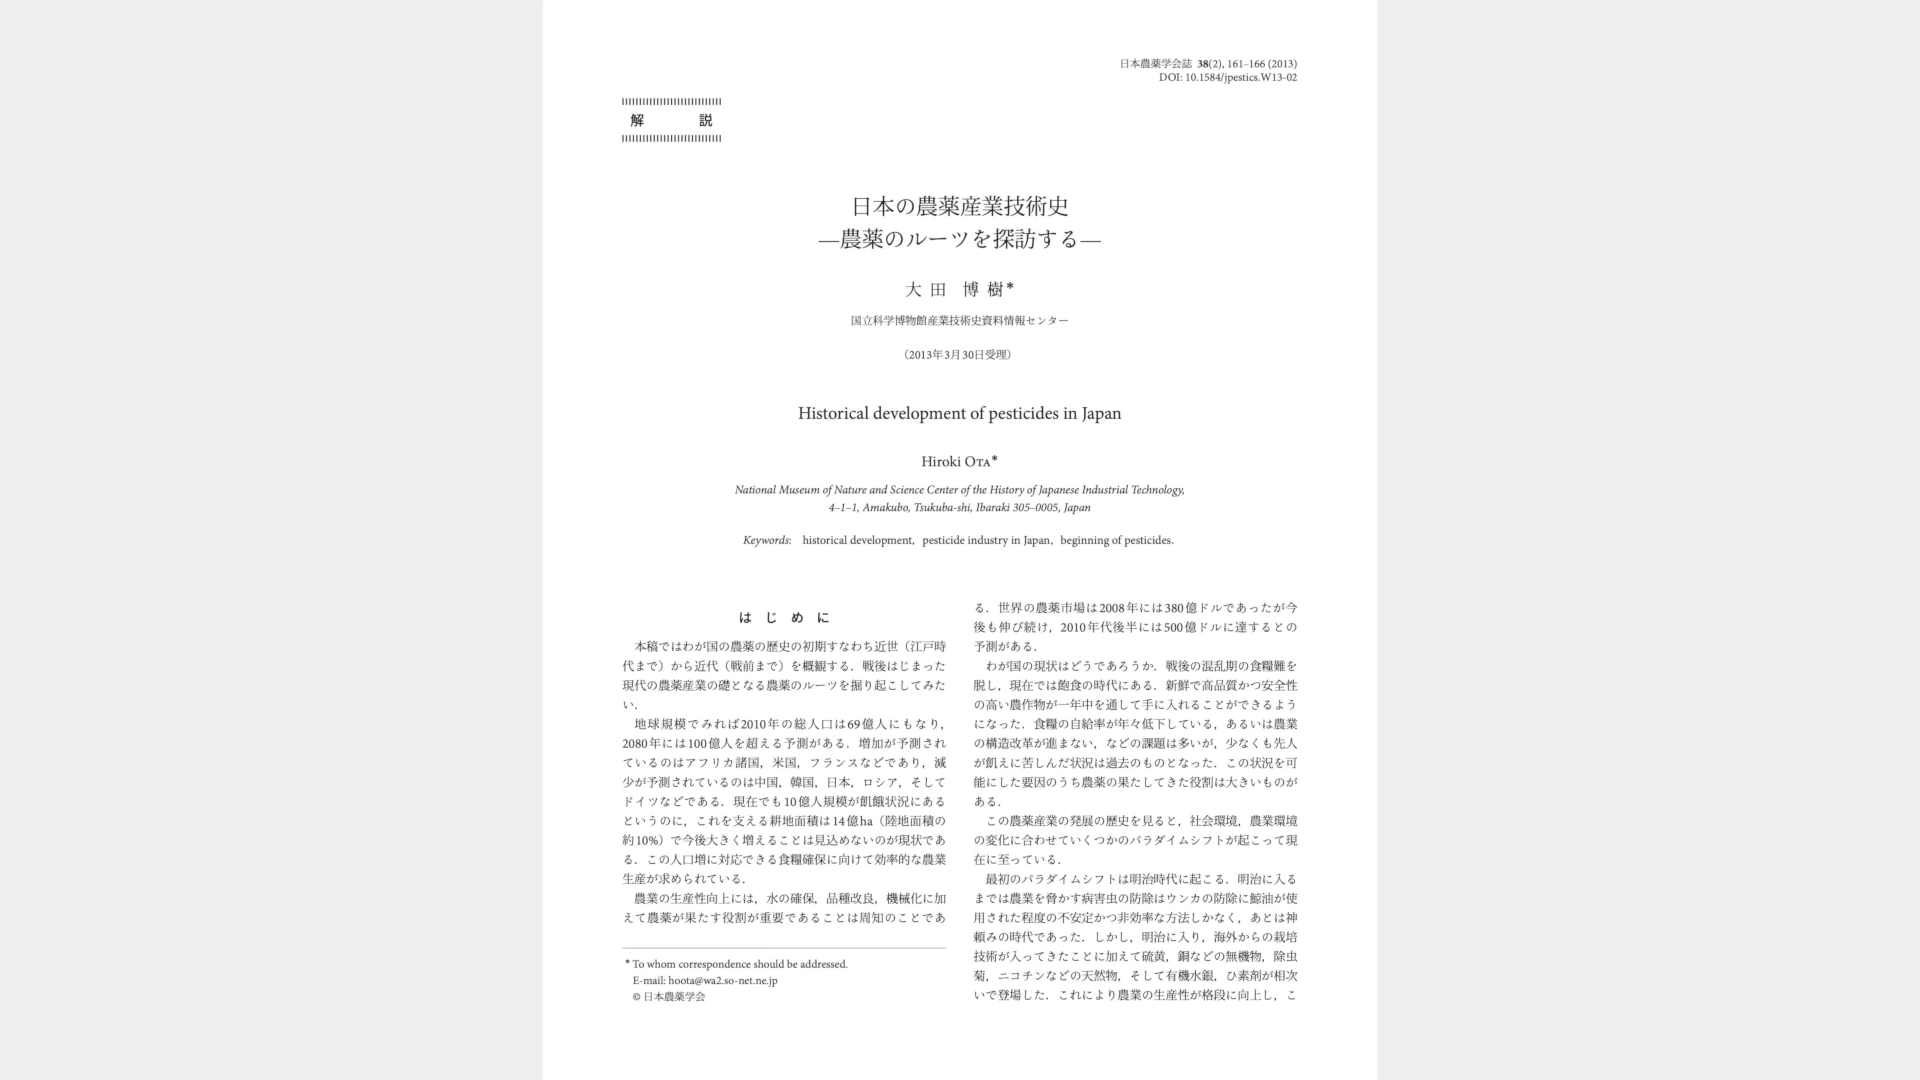 日本農薬学会誌 38(2), 161–166 (2013)
DOI: 10.1584/jpestics.W13-02
解 説
日本の農薬産業技術史
—農薬のルーツを探訪する—
大 田 博 樹*
国立科学博物館産業技術史資料情報センター
（2013年3月30日受理）
Historical development of pesticides in Japan
Hiroki OTA*
National Museum of Nature and Science Center of the History of Japanese Industrial Technology,
4–1–1, Amakubo, Tsukuba-shi, Ibaraki 305–0005, Japan
Keywords: historical development, pesticide industry in Japan, beginning of pesticides.
は じ め に
本稿ではわが国の農薬の歴史の初期すなわち近世（江戸時
代まで）から近代（戦前まで）を概観する．戦後はじまった
現代の農薬産業の礎となる農薬のルーツを掘り起こしてみた
い．
地球規模でみれば2010年の総人口は69億人にもなり，
2080年には100億人を超える予測がある．増加が予測され
ているのはアフリカ諸国，米国，フランスなどであり，減
少が予測されているのは中国，韓国，日本，ロシア，そして
ドイツなどである．現在でも10億人規模が飢餓状況にある
というのに，これを支える耕地面積は14億ha（陸地面積の
約10%）で今後大きく増えることは見込めないのが現状であ
る．この人口増に対応できる食糧確保に向けて効率的な農業
生産が求められている．
農業の生産性向上には，水の確保，品種改良，機械化に加
えて農薬が果たす役割が重要であることは周知のことであ
* To whom correspondence should be addressed.
E-mail: hoota@wa2.so-net.ne.jp
© 日本農薬学会
る．世界の農薬市場は2008年には380億ドルであったが今
後も伸び続け，2010年代後半には500億ドルに達するとの
予測がある．
わが国の現状はどうであろうか．戦後の混乱期の食糧難を
脱し，現在では飽食の時代にある．新鮮で高品質かつ安全性
の高い農作物が一年中を通して手に入れることができるよう
になった．食糧の自給率が年々低下している，あるいは農業
の構造改革が進まない，などの課題は多いが，少なくも先人
が飢えに苦しんだ状況は過去のものとなった．この状況を可
能にした要因のうち農薬の果たしてきた役割は大きいものが
ある．
この農薬産業の発展の歴史を見ると，社会環境，農業環境
の変化に合わせていくつかのパラダイムシフトが起こって現
在に至っている．
最初のパラダイムシフトは明治時代に起こる．明治に入る
までは農業を脅かす病害虫の防除はウンカの防除に鯨油が使
用された程度の不安定かつ非効率な方法しかなく，あとは神
頼みの時代であった．しかし，明治に入り，海外からの栽培
技術が入ってきたことに加えて硫黄，銅などの無機物，除虫
菊，ニコチンなどの天然物，そして有機水銀，ひ素剤が相次
いで登場した．これにより農業の生産性が格段に向上し，こ